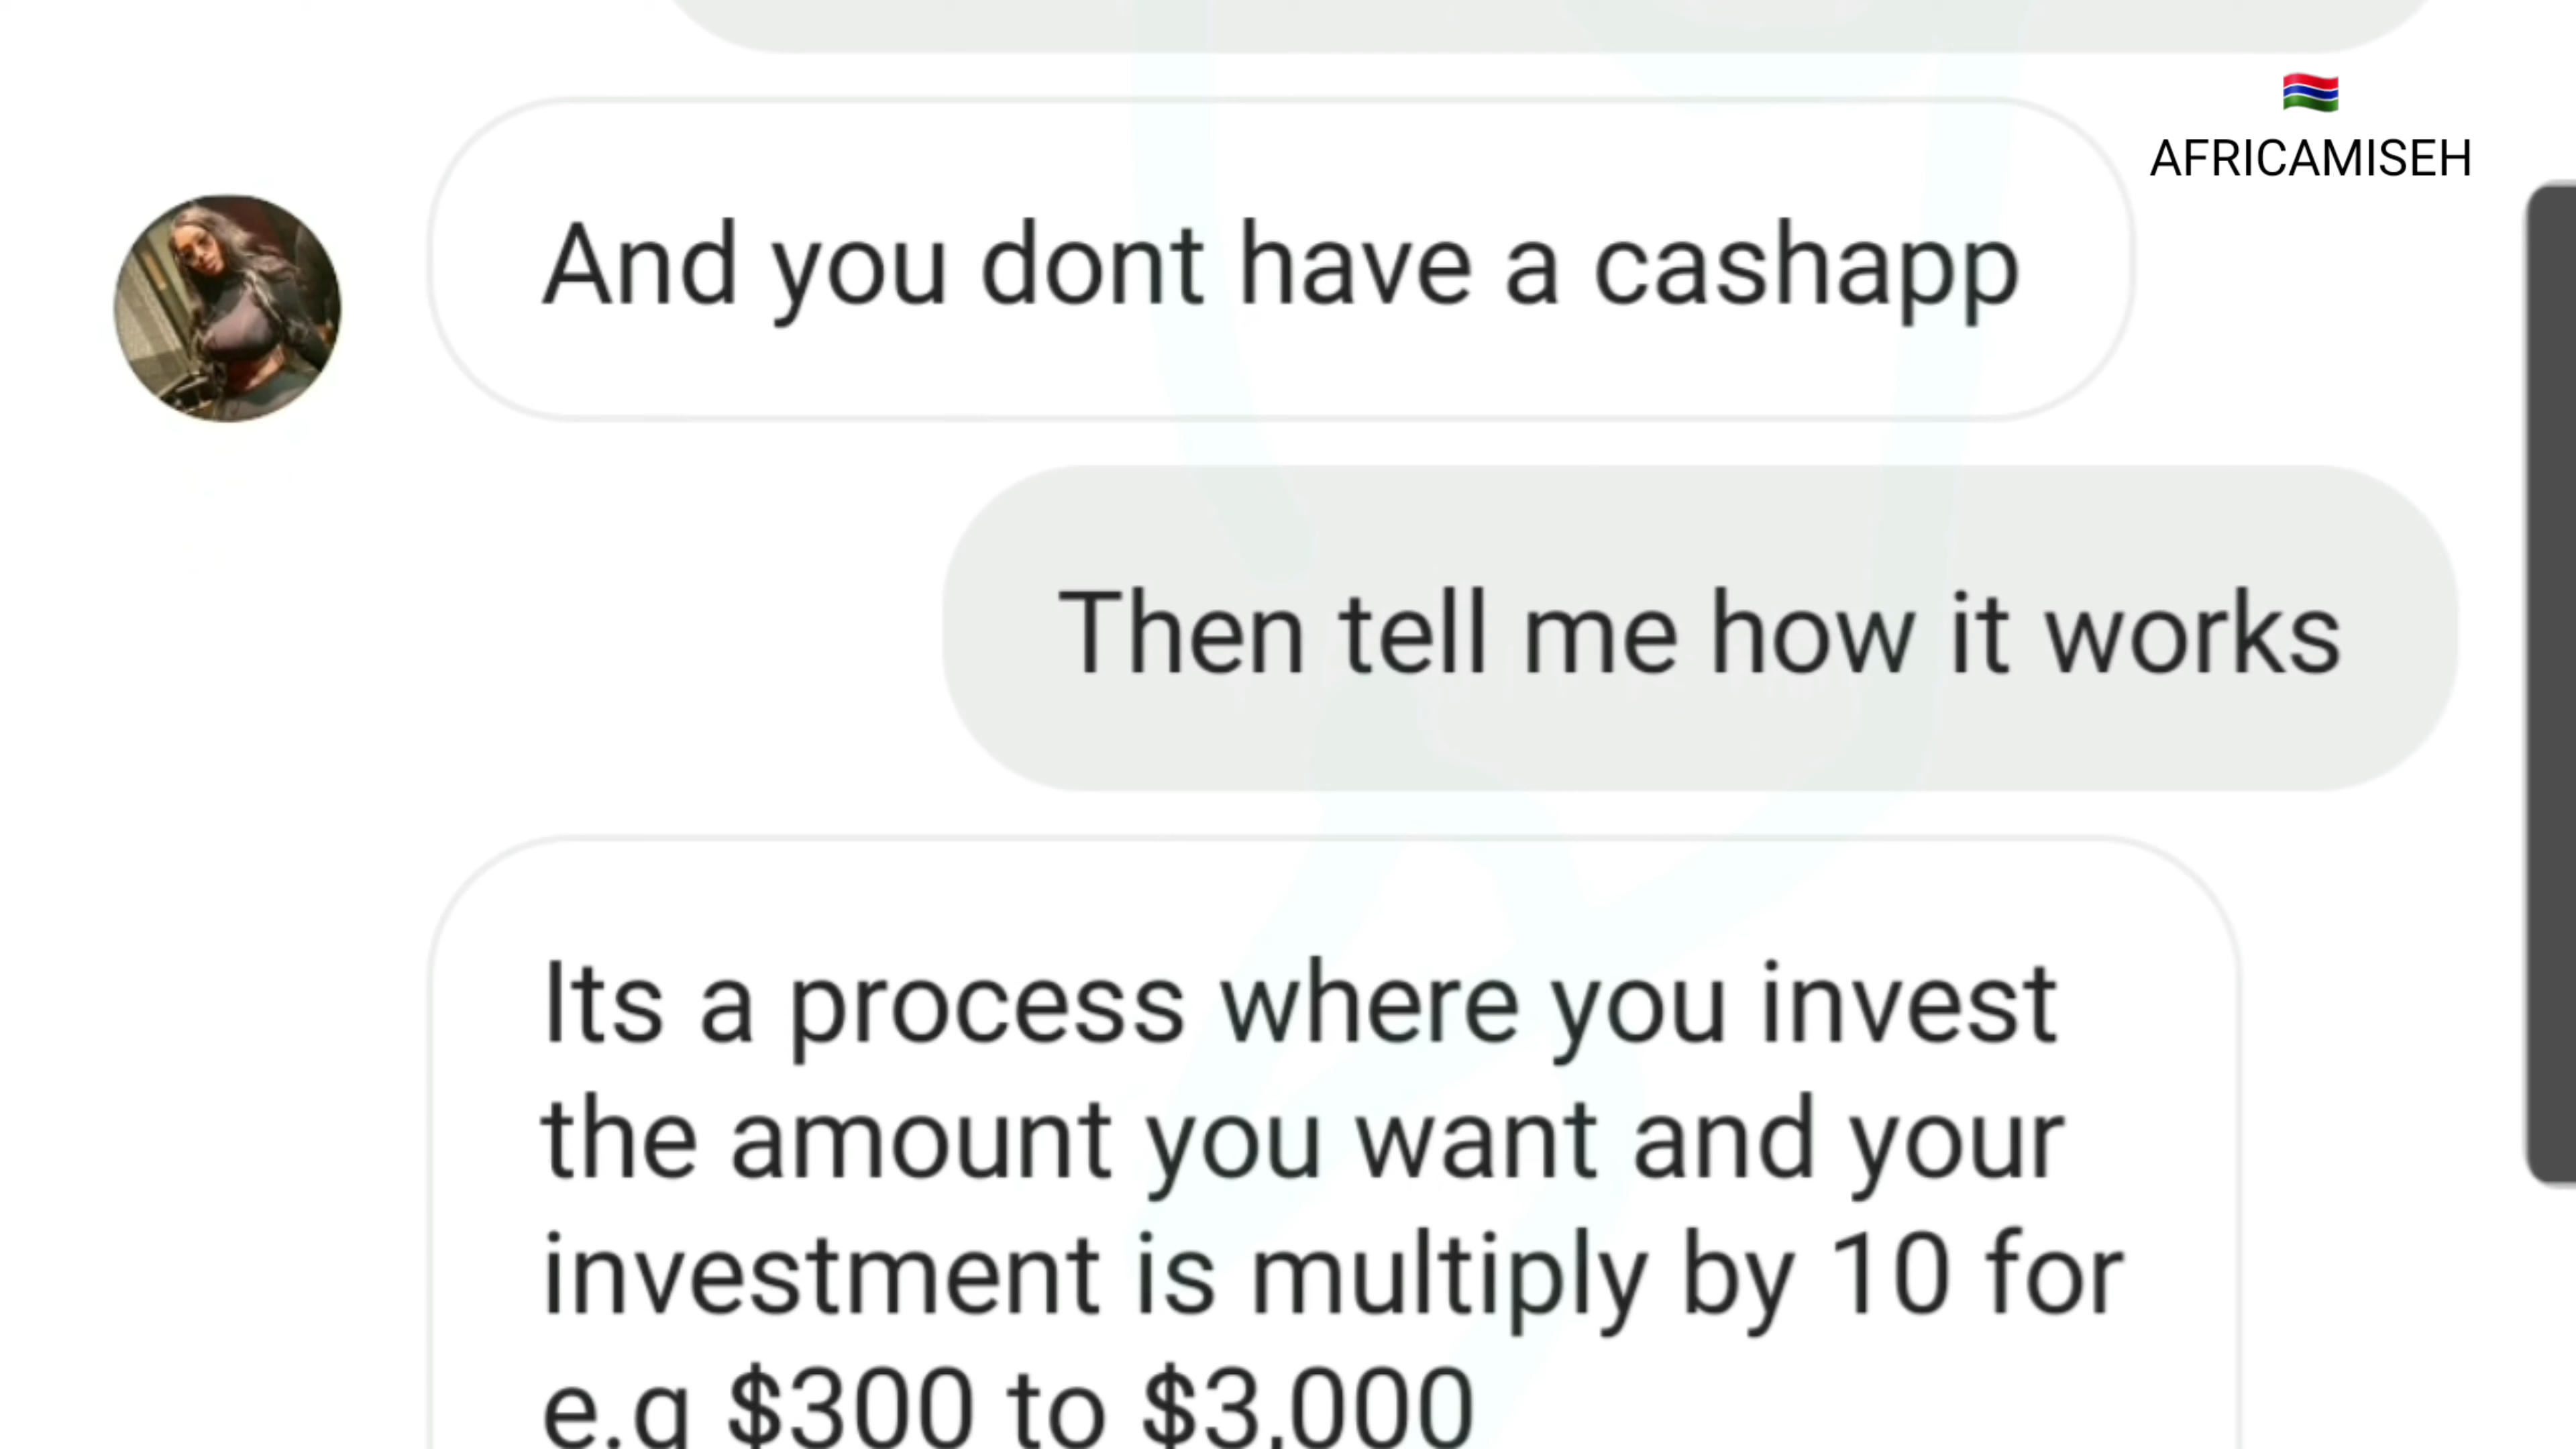 AFRICAMISEH
And you dont have a cashapp
Then tell me how it works
Its a process where you invest
the amount you want and your
investment is multiply by 10 for
e.g $300 to $3,000